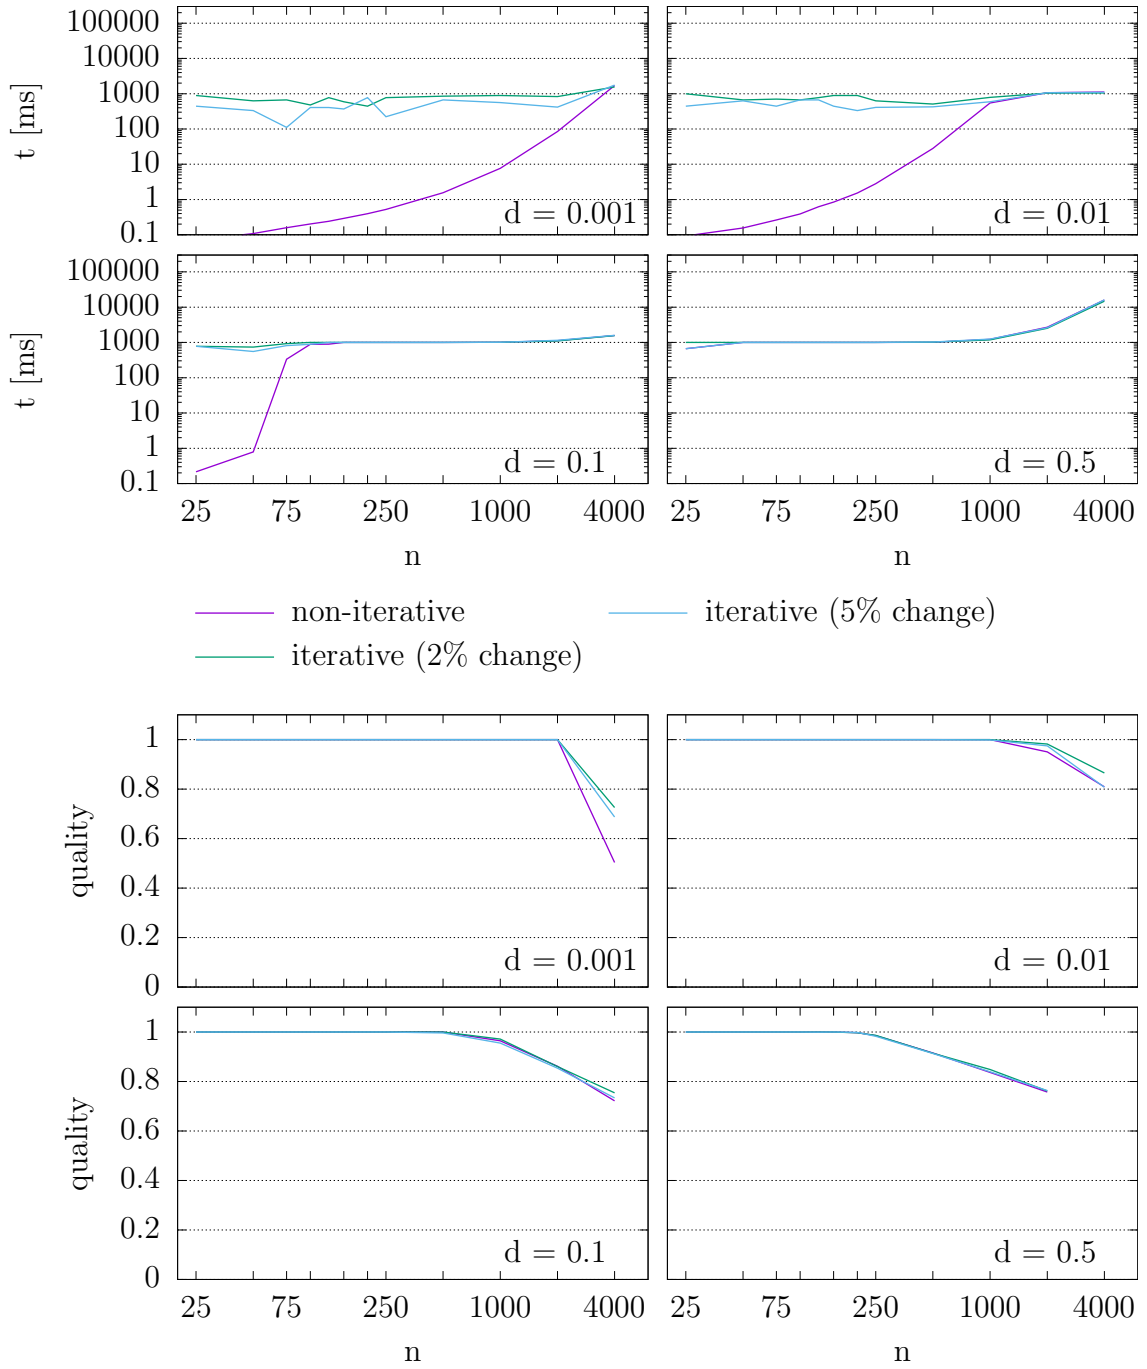 100000
10000
1000
100
10
1
0.1
t [ms]
d = 0.001
d = 0.01
100000
10000
1000
100
10
1
0.1
t [ms]
d = 0.1
d = 0.5
25 75 250 1000 4000
25 75 250 1000 4000
n
n
non-iterative
iterative (5% change)
iterative (2% change)
1
0.8
0.6
0.4
0.2
0
quality
d = 0.001
d = 0.01
1
0.8
0.6
0.4
0.2
0
quality
d = 0.1
d = 0.5
25 75 250 1000 4000
25 75 250 1000 4000
n
n